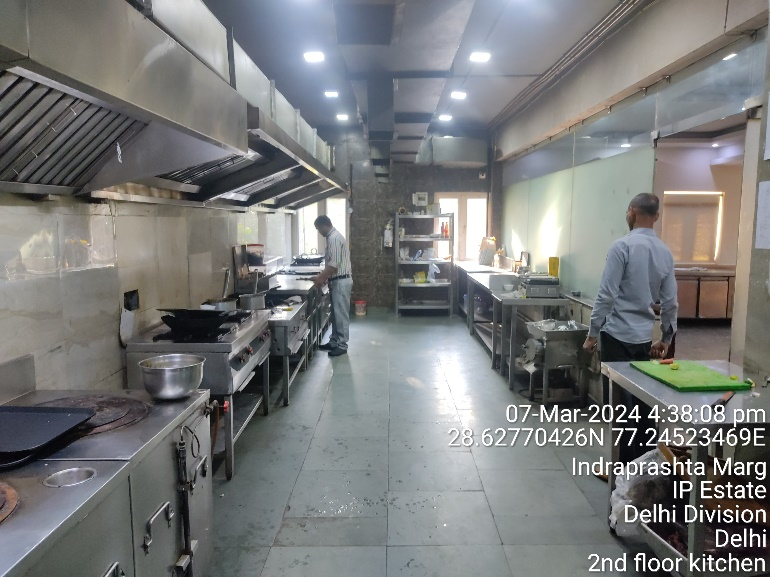 07-Mar-2024 4:38:08 pm
28.62770426N 77.24523469E
Indraprashta Marg
IP Estate
Delhi Division
Delhi
2nd floor kitchen